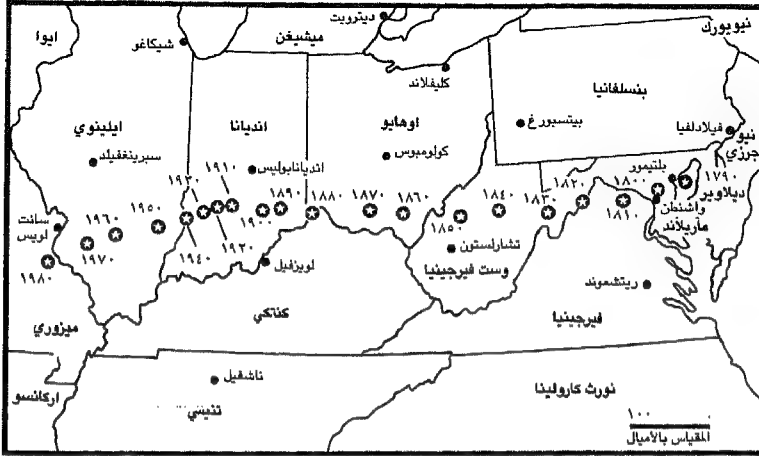 نيويورك
ديترويت
ميشيغن
شيكاغو
ايوا
كليفلاند
بنسلفانيا
فيلادلفيا
نيو
جرزي
بيتسبورغ
اوهايو
كولومبوس
انديانا
انديانابوليس
ايلينوي
سبرينغفيلد
١٧٩٠
ديلاوير
بلتيمور
واشنطن
ماريلاند
١٨٠٠
١٨١٠
١٨٢٠
١٨٣٠
١٨٤٠
١٨٥٠
١٨٦٠
١٨٧٠
١٨٨٠
١٨٩٠
١٩٠٠
١٩١٠
١٩٢٠
١٩٣٠
١٩٤٠
١٩٥٠
١٩٦٠
١٩٧٠
١٩٨٠
سانت
لويس
تشارلستون
وست فيرجينيا
لويزفيل
ريتشموند
فيرجينيا
كنتاكي
ميزوري
اركانسو
ناشفيل
تنيسي
نورث كارولينا
١٠٠
المقياس بالأميال